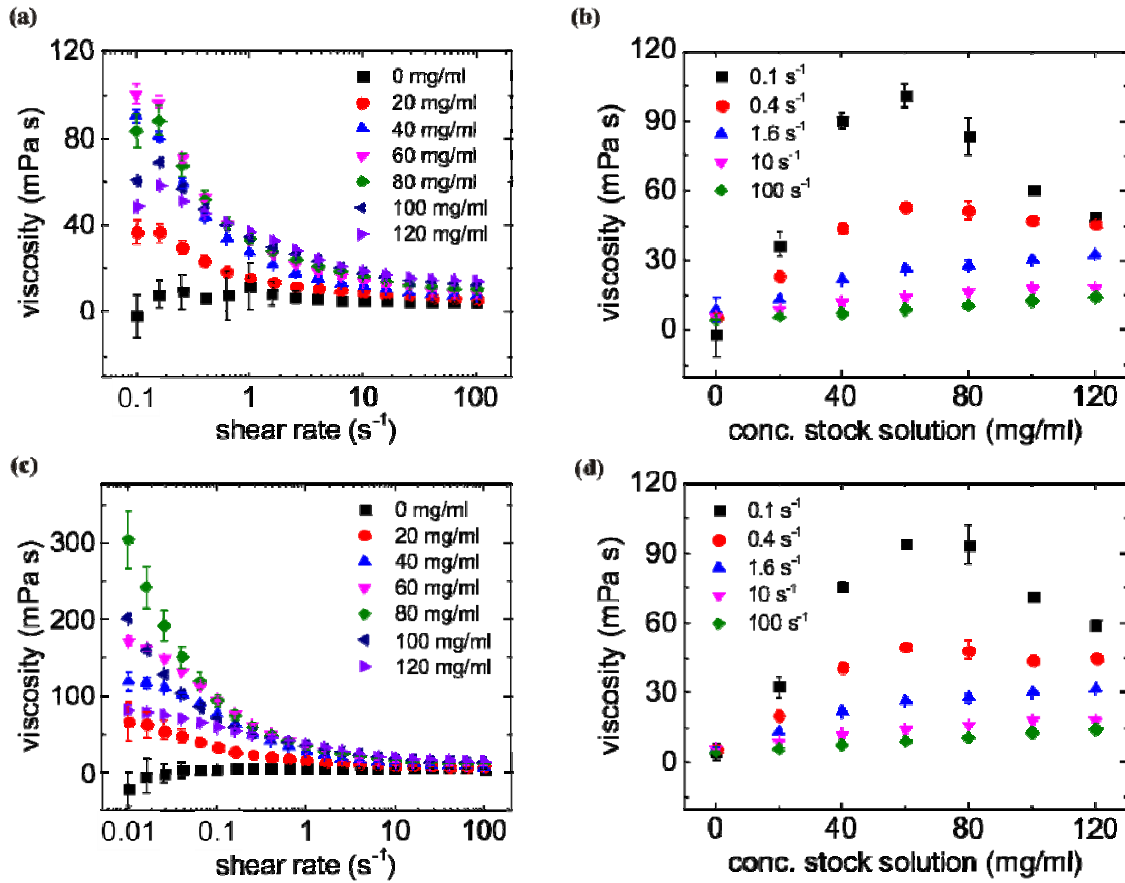 (a)
120
80
40
0
viscosity (mPa s)
0.1
1
10
100
shear rate (s⁻¹)
0 mg/ml
20 mg/ml
40 mg/ml
60 mg/ml
80 mg/ml
100 mg/ml
120 mg/ml
(b)
120
90
60
30
0
viscosity (mPa s)
0
40
80
120
conc. stock solution (mg/ml)
0.1 s⁻¹
0.4 s⁻¹
1.6 s⁻¹
10 s⁻¹
100 s⁻¹
(c)
300
200
100
0
viscosity (mPa s)
0.01
0.1
1
10
100
shear rate (s⁻¹)
0 mg/ml
20 mg/ml
40 mg/ml
60 mg/ml
80 mg/ml
100 mg/ml
120 mg/ml
(d)
120
90
60
30
0
viscosity (mPa s)
0
40
80
120
conc. stock solution (mg/ml)
0.1 s⁻¹
0.4 s⁻¹
1.6 s⁻¹
10 s⁻¹
100 s⁻¹